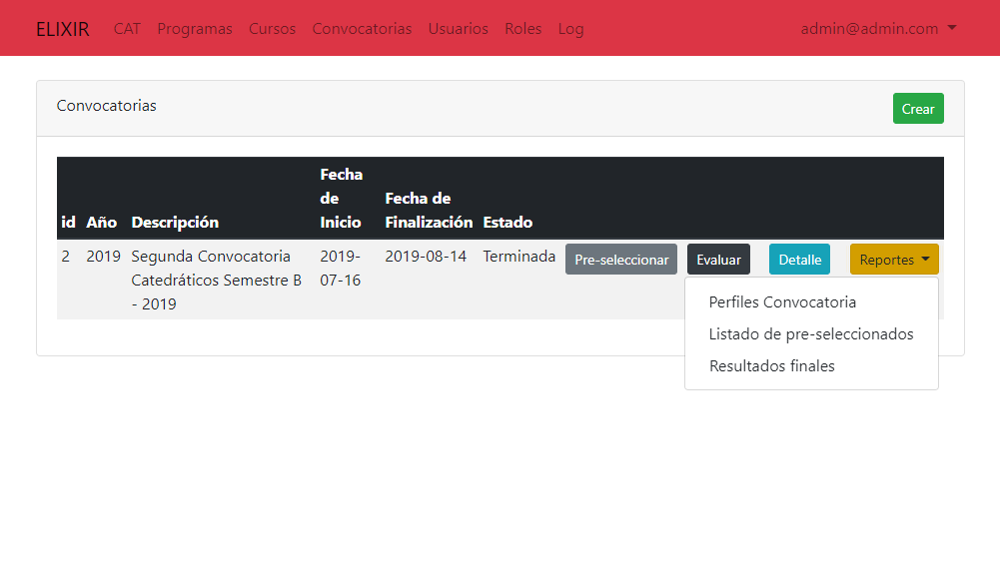 ELIXIR CAT Programas Cursos Convocatorias Usuarios Roles Log admin@admin.com
Convocatorias Crear
id Año Descripción Fecha de Inicio Fecha de Finalización Estado
2 2019 Segunda Convocatoria Catedráticos Semestre B - 2019 2019-07-16 2019-08-14 Terminada Pre-seleccionar Evaluar Detalle Reportes
Perfiles Convocatoria
Listado de pre-seleccionados
Resultados finales